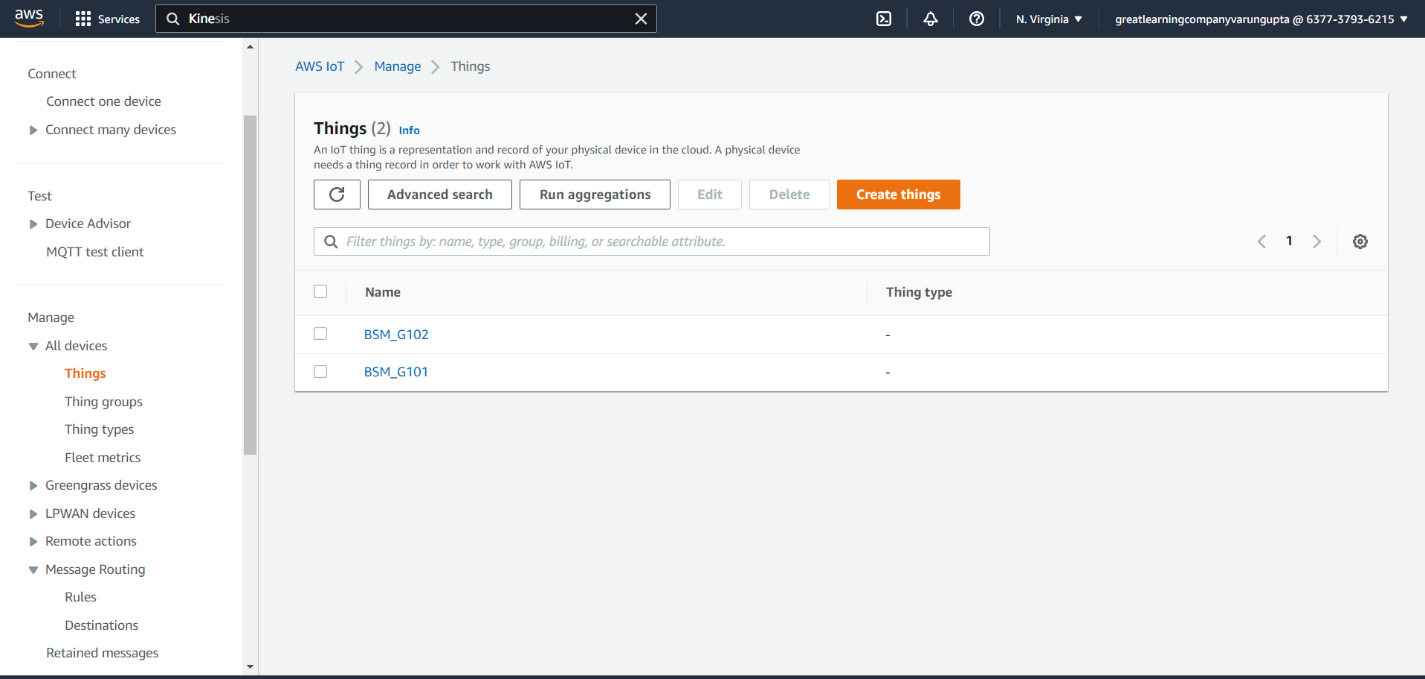 aws
Services
Kinesis
N. Virginia
greatlearningcompanyvarungupta @ 6377-3793-6215
Connect
Connect one device
Connect many devices
Test
Device Advisor
MQTT test client
Manage
All devices
Things
Thing groups
Thing types
Fleet metrics
Greengrass devices
LPWAN devices
Remote actions
Message Routing
Rules
Destinations
Retained messages
AWS IoT
Manage
Things
Things (2) Info
An IoT thing is a representation and record of your physical device in the cloud. A physical device
needs a thing record in order to work with AWS IoT.
Advanced search
Run aggregations
Edit
Delete
Create things
Filter things by: name, type, group, billing, or searchable attribute.
1
Name
Thing type
BSM_G102
-
BSM_G101
-